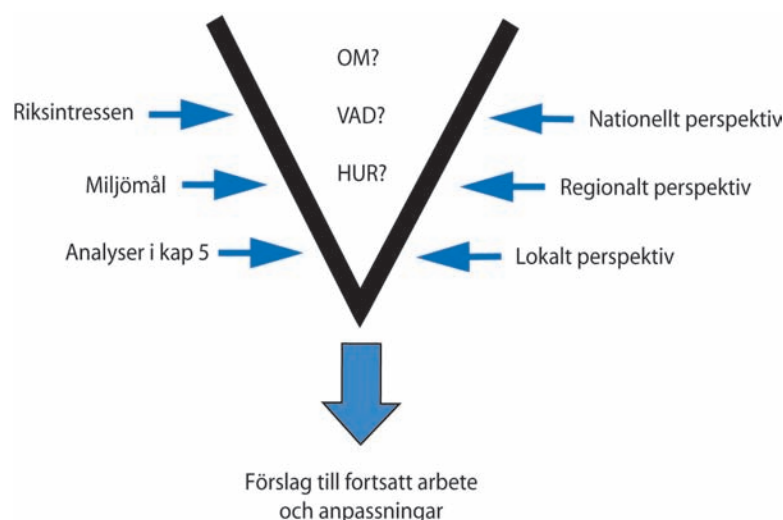 OM?
Riksintressen
VAD?
Nationellt perspektiv
HUR?
Miljömål
Regionalt perspektiv
Analyser i kap 5
Lokalt perspektiv
Förslag till fortsatt arbete
och anpassningar